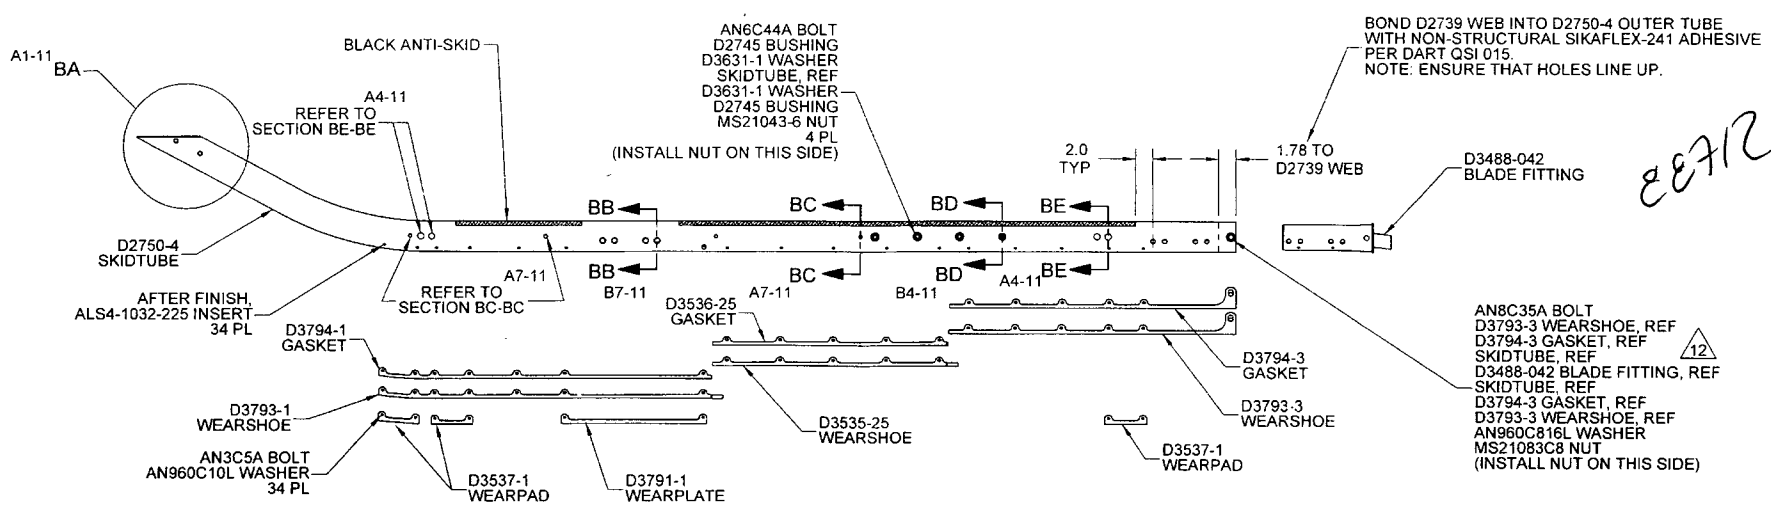 A1-11
BA
BLACK ANTI-SKID
A4-11
REFER TO
SECTION BE-BE
AN6C44A BOLT
D2745 BUSHING
D3631-1 WASHER
SKIDTUBE, REF
D3631-1 WASHER
D2745 BUSHING
MS21043-6 NUT
4 PL
(INSTALL NUT ON THIS SIDE)
BOND D2739 WEB INTO D2750-4 OUTER TUBE
WITH NON-STRUCTURAL SIKAFLEX-241 ADHESIVE
PER DART QSI 015.
NOTE: ENSURE THAT HOLES LINE UP.
2.0
TYP
1.78 TO
D2739 WEB
D3488-042
BLADE FITTING
BB
BC
BD
BE
D2750-4
SKIDTUBE
BB
BC
BD
BE
A7-11
REFER TO
SECTION BC-BC
B7-11
A7-11
B4-11
A4-11
AFTER FINISH,
ALS4-1032-225 INSERT
34 PL
D3794-1
GASKET
D3536-25
GASKET
D3794-3
GASKET
D3793-1
WEARSHOE
D3535-25
WEARSHOE
D3793-3
WEARSHOE
AN3C5A BOLT
AN960C10L WASHER
34 PL
D3537-1
WEARPAD
D3791-1
WEARPLATE
D3537-1
WEARPAD
AN8C35A BOLT
D3793-3 WEARSHOE, REF
D3794-3 GASKET, REF
SKIDTUBE, REF
D3488-042 BLADE FITTING, REF
SKIDTUBE, REF
D3794-3 GASKET, REF
D3793-3 WEARSHOE, REF
AN960C816L WASHER
MS21083C8 NUT
(INSTALL NUT ON THIS SIDE)
12